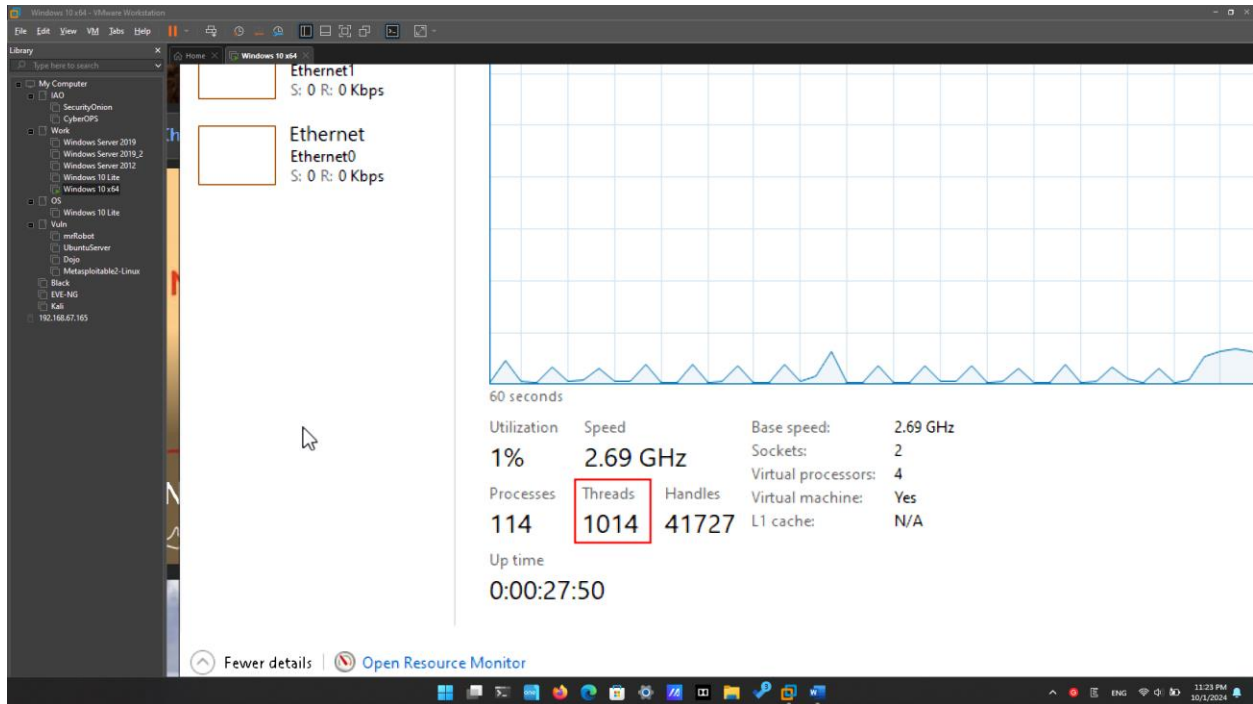 Windows 10 x64 - VMware Workstation
File Edit View VM Tabs Help
Library
Type here to search
Home
Windows 10 x64
My Computer
IAO
SecurityOnion
CyberOPS
Work
Windows Server 2019
Windows Server 2019_2
Windows Server 2012
Windows 10 Lite
Windows 10 x64
OS
Windows 10 Lite
Vuln
mrRobot
UbuntuServer
Dojo
Metasploitable2-Linux
Black
EVE-NG
Kali
192.168.67.165
Ethernet1
S: 0 R: 0 Kbps
Ethernet
Ethernet0
S: 0 R: 0 Kbps
60 seconds
Utilization Speed
1% 2.69 GHz
Processes Threads Handles
114 1014 41727
Up time
0:00:27:50
Base speed: 2.69 GHz
Sockets: 2
Virtual processors: 4
Virtual machine: Yes
L1 cache: N/A
Fewer details
Open Resource Monitor
ENG
11:23 PM
10/1/2024